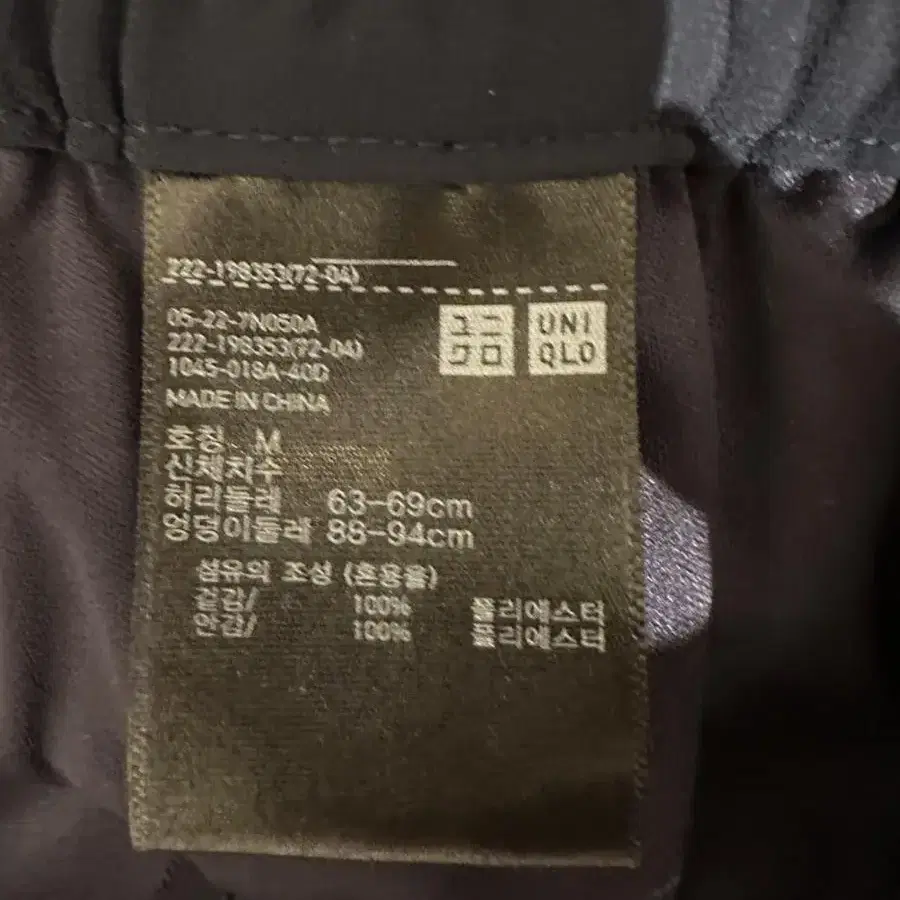 222-198353(72-04)
05-22-7N050A
222-198353(72-04)
1045-018A-40D
MADE IN CHINA
ユニ
クロ
UNI
QLO
호칭 M
신체치수
허리둘레 63-69cm
엉덩이둘레 88-94cm
섬유의 조성 (혼용율)
겉감/ 100% 폴리에스터
안감/ 100% 폴리에스터